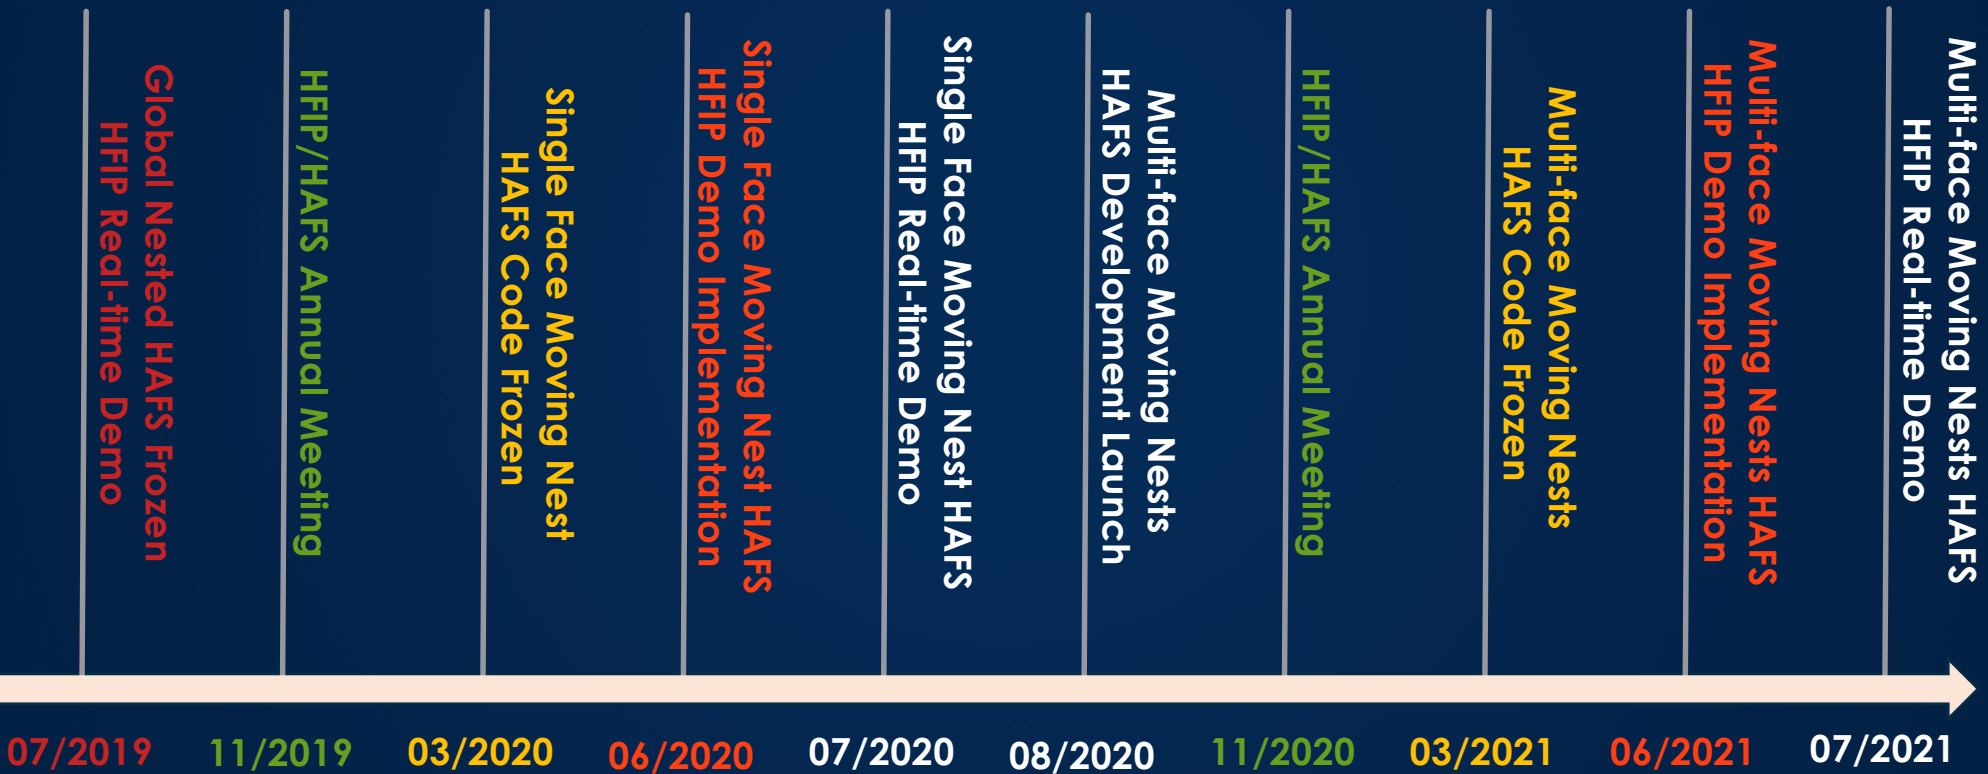 Global Nested HAFS Frozen
HFIP Real-time Demo
HFIP/HAFS Annual Meeting
Single Face Moving Nest
HAFS Code Frozen
Single Face Moving Nest HAFS
HFIP Demo Implementation
Single Face Moving Nest HAFS
HFIP Real-time Demo
Multi-face Moving Nests
HAFS Development Launch
HFIP/HAFS Annual Meeting
Multi-face Moving Nests
HAFS Code Frozen
Multi-face Moving Nests HAFS
HFIP Demo Implementation
Multi-face Moving Nests HAFS
HFIP Real-time Demo
07/2019
11/2019
03/2020
06/2020
07/2020
08/2020
11/2020
03/2021
06/2021
07/2021